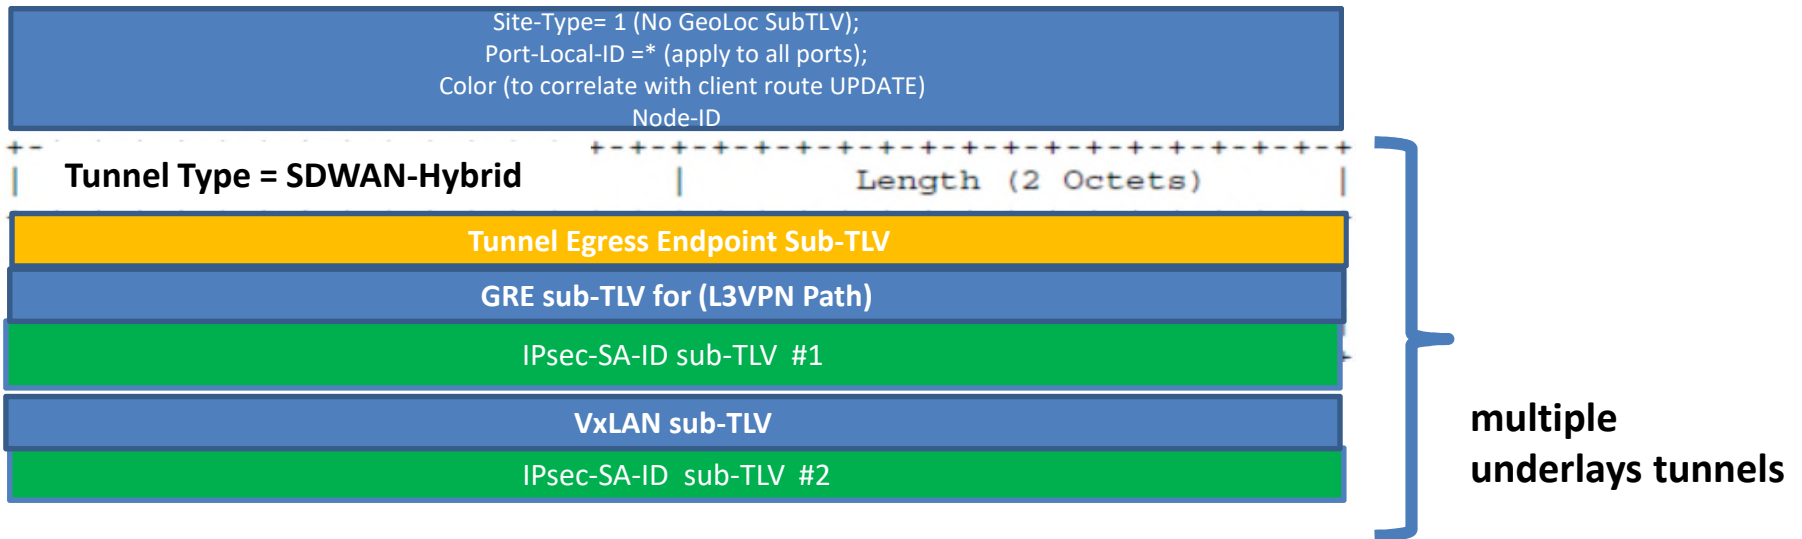 Site-Type= 1 (No GeoLoc SubTLV);
Port-Local-ID =* (apply to all ports);
Color (to correlate with client route UPDATE)
Node-ID
+-                    +-+-+-+-+-+-+-+-+-+-+-+-+-+-+-+-+-+-+
| Tunnel Type = SDWAN-Hybrid | Length (2 Octets) |
Tunnel Egress Endpoint Sub-TLV
GRE sub-TLV for (L3VPN Path)
IPsec-SA-ID sub-TLV #1
VxLAN sub-TLV
IPsec-SA-ID sub-TLV #2
multiple
underlays tunnels